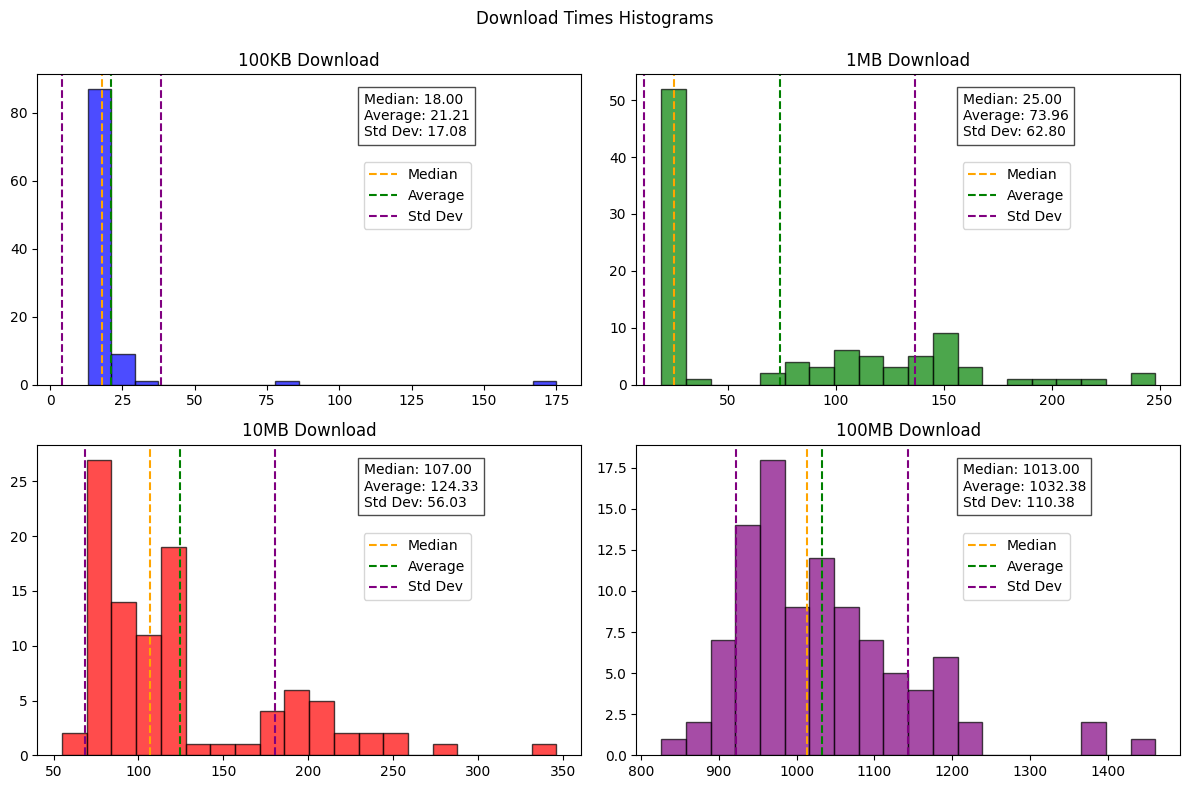 Download Times Histograms
100KB Download
80
60
40
20
0
0 25 50 75 100 125 150 175
Median: 18.00
Average: 21.21
Std Dev: 17.08
Median
Average
Std Dev
1MB Download
50
40
30
20
10
0
50 100 150 200 250
Median: 25.00
Average: 73.96
Std Dev: 62.80
Median
Average
Std Dev
10MB Download
25
20
15
10
5
0
50 100 150 200 250 300 350
Median: 107.00
Average: 124.33
Std Dev: 56.03
Median
Average
Std Dev
100MB Download
17.5
15.0
12.5
10.0
7.5
5.0
2.5
0.0
800 900 1000 1100 1200 1300 1400
Median: 1013.00
Average: 1032.38
Std Dev: 110.38
Median
Average
Std Dev